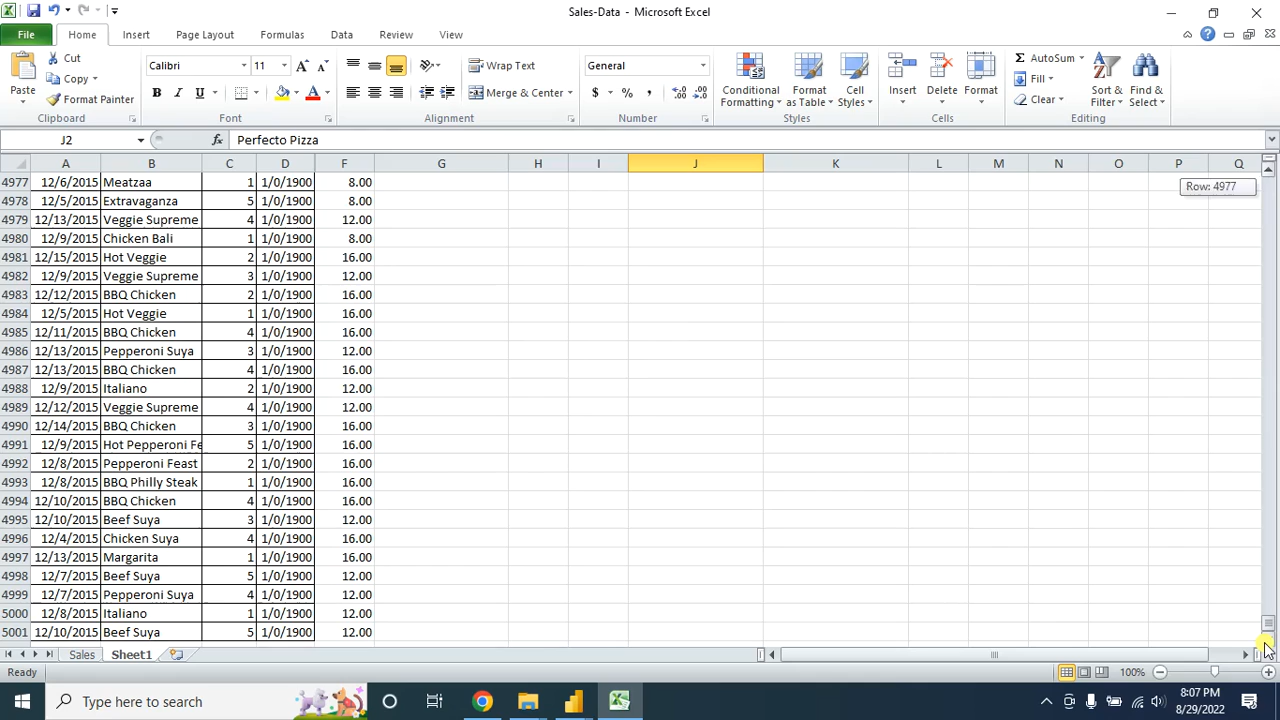 Sales-Data - Microsoft Excel
File Home Insert Page Layout Formulas Data Review View
Paste
Cut
Copy
Format Painter
Clipboard
Calibri 11
B I U
Font
Wrap Text
Merge & Center
Alignment
General
$ % ,
Number
Conditional Formatting
Format as Table
Cell Styles
Styles
Insert Delete Format
Cells
AutoSum
Fill
Clear
Sort & Filter
Find & Select
Editing
J2 fx Perfecto Pizza
A B C D F G H I J K L M N O P Q
Row: 4977
4977 12/6/2015 Meatzaa 1 1/0/1900 8.00
4978 12/5/2015 Extravaganza 5 1/0/1900 8.00
4979 12/13/2015 Veggie Supreme 4 1/0/1900 12.00
4980 12/9/2015 Chicken Bali 1 1/0/1900 8.00
4981 12/15/2015 Hot Veggie 2 1/0/1900 16.00
4982 12/9/2015 Veggie Supreme 3 1/0/1900 12.00
4983 12/12/2015 BBQ Chicken 2 1/0/1900 16.00
4984 12/5/2015 Hot Veggie 1 1/0/1900 16.00
4985 12/11/2015 BBQ Chicken 4 1/0/1900 16.00
4986 12/13/2015 Pepperoni Suya 3 1/0/1900 12.00
4987 12/13/2015 BBQ Chicken 4 1/0/1900 16.00
4988 12/9/2015 Italiano 2 1/0/1900 12.00
4989 12/12/2015 Veggie Supreme 4 1/0/1900 12.00
4990 12/14/2015 BBQ Chicken 3 1/0/1900 16.00
4991 12/9/2015 Hot Pepperoni Fe 5 1/0/1900 16.00
4992 12/8/2015 Pepperoni Feast 2 1/0/1900 16.00
4993 12/8/2015 BBQ Philly Steak 1 1/0/1900 16.00
4994 12/10/2015 BBQ Chicken 4 1/0/1900 16.00
4995 12/10/2015 Beef Suya 3 1/0/1900 12.00
4996 12/4/2015 Chicken Suya 4 1/0/1900 16.00
4997 12/13/2015 Margarita 1 1/0/1900 16.00
4998 12/7/2015 Beef Suya 5 1/0/1900 12.00
4999 12/7/2015 Pepperoni Suya 4 1/0/1900 12.00
5000 12/8/2015 Italiano 1 1/0/1900 12.00
5001 12/10/2015 Beef Suya 5 1/0/1900 12.00
Sales Sheet1
Ready 100%
Type here to search
8:07 PM
8/29/2022